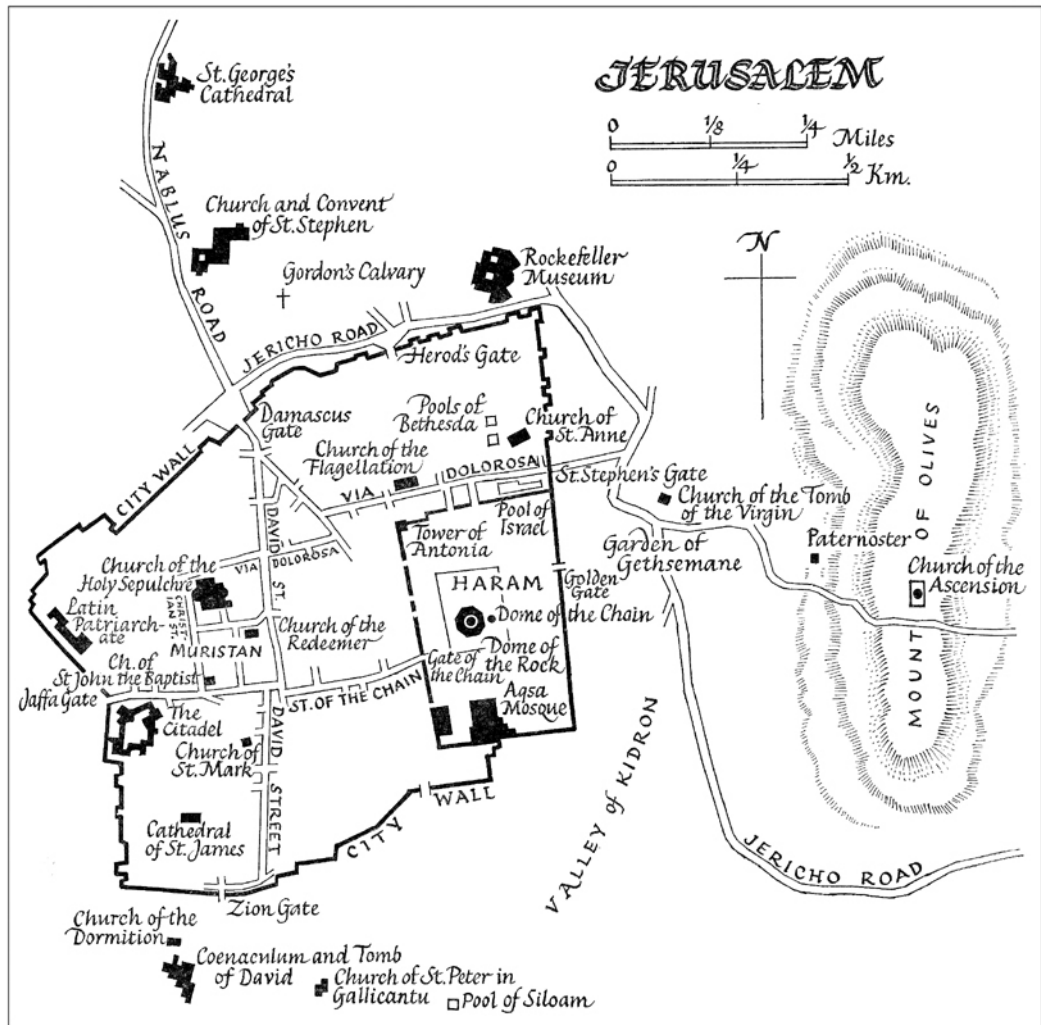 JERUSALEM
0 1/8 1/4 Miles
0 1/4 1/2 Km.
N
St. George's
Cathedral
NABLUS ROAD
Church and Convent
of St. Stephen
Gordon's Calvary
Rockefeller
Museum
JERICHO ROAD
Herod's Gate
Damascus
Gate
CITY WALL
Pools of
Bethesda
Church of
St. Anne
Church of the
Flagellation
VIA DOLOROSA
St. Stephen's Gate
Pool of
Israel
Church of the Tomb
of the Virgin
Tower of
Antonia
Garden of
Gethsemane
Paternoster
MOUNT OF OLIVES
Church of the
Ascension
DAVID ST.
VIA DOLOROSA
Church of the
Holy Sepulchre
CHRIST-
IAN ST.
Latin
Patriarch-
ate
HARAM
Golden
Gate
Dome of the Chain
Church of the
Redeemer
MURISTAN
Gate of
the Chain
Dome of
the Rock
Ch. of
St John the Baptist
Jaffa Gate
ST. OF THE CHAIN
Aqsa
Mosque
The
Citadel
Church of
St. Mark
DAVID STREET
Cathedral
of St. James
CITY WALL
VALLEY of KIDRON
JERICHO ROAD
Zion Gate
Church of the
Dormition
Coenaculum and Tomb
of David
Church of St. Peter in
Gallicantu
Pool of Siloam